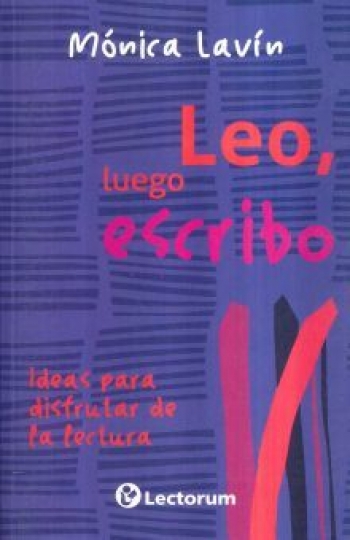 Mónica Lavín
Leo,
luego
escribo
Ideas para
disfrutar de
la lectura
Lectorum